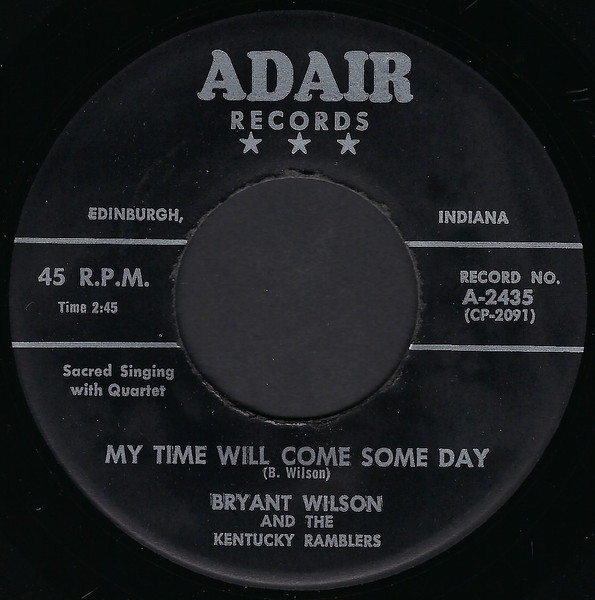 ADAIR
RECORDS
EDINBURGH, INDIANA
45 R.P.M.
Time 2:45
RECORD NO.
A-2435
(CP-2091)
Sacred Singing
with Quartet
MY TIME WILL COME SOME DAY
(B. Wilson)
BRYANT WILSON
AND THE
KENTUCKY RAMBLERS